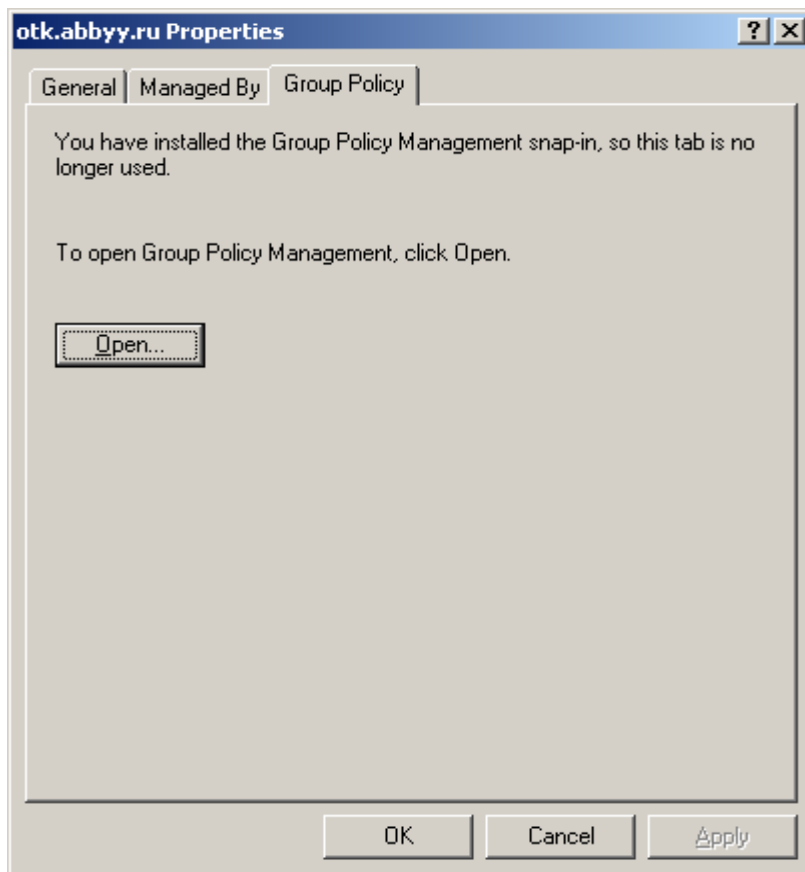 otk.abbyy.ru Properties
General Managed By Group Policy
You have installed the Group Policy Management snap-in, so this tab is no
longer used.
To open Group Policy Management, click Open.
Open...
OK Cancel Apply